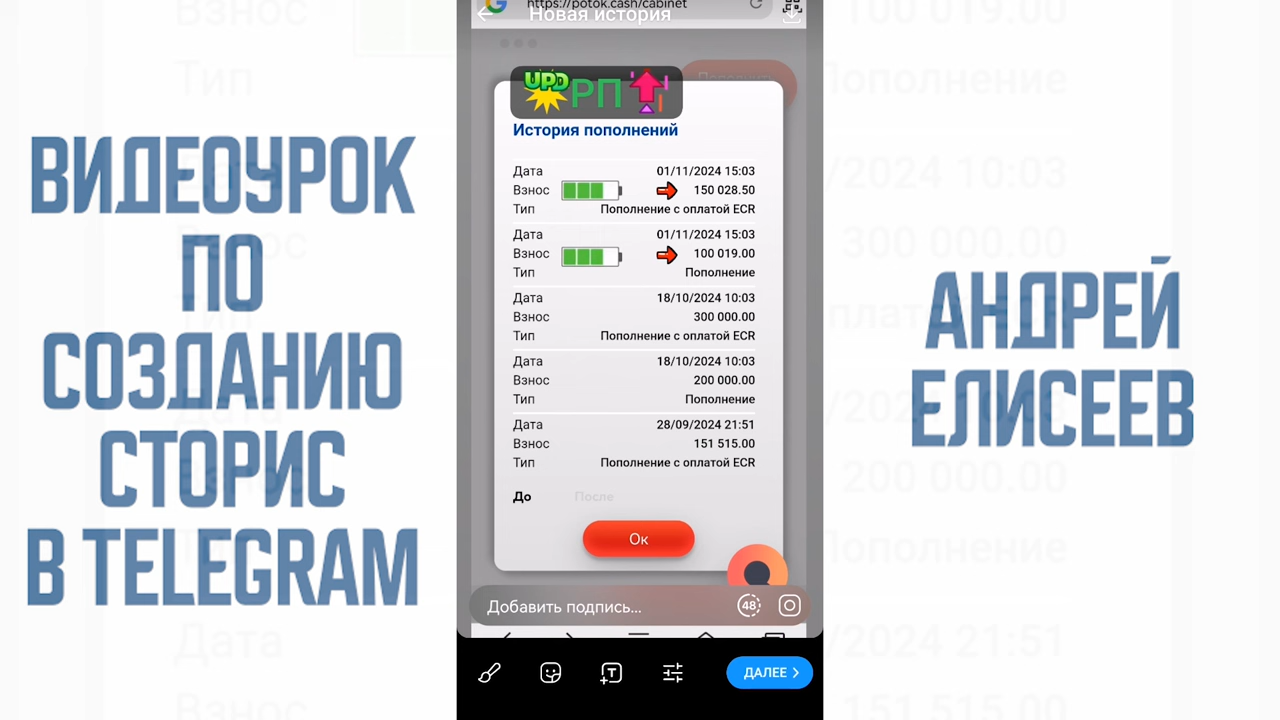 ВИДЕОУРОК
ПО
СОЗДАНИЮ
СТОРИС
В TELEGRAM
https://potok.cash/cabinet
Новая история
Пополнить
UPD РП
История пополнений
Дата 01/11/2024 15:03
Взнос 150 028.50
Тип Пополнение с оплатой ECR
Дата 01/11/2024 15:03
Взнос 100 019.00
Тип Пополнение
Дата 18/10/2024 10:03
Взнос 300 000.00
Тип Пополнение с оплатой ECR
Дата 18/10/2024 10:03
Взнос 200 000.00
Тип Пополнение
Дата 28/09/2024 21:51
Взнос 151 515.00
Тип Пополнение с оплатой ECR
До После
Ок
Добавить подпись... 48
ДАЛЕЕ
АНДРЕЙ
ЕЛИСЕЕВ